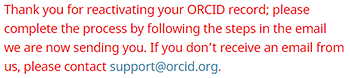 Thank you for reactivating your ORCID record; please
complete the process by following the steps in the email
we are now sending you. If you don’t receive an email from
us, please contact support@orcid.org.